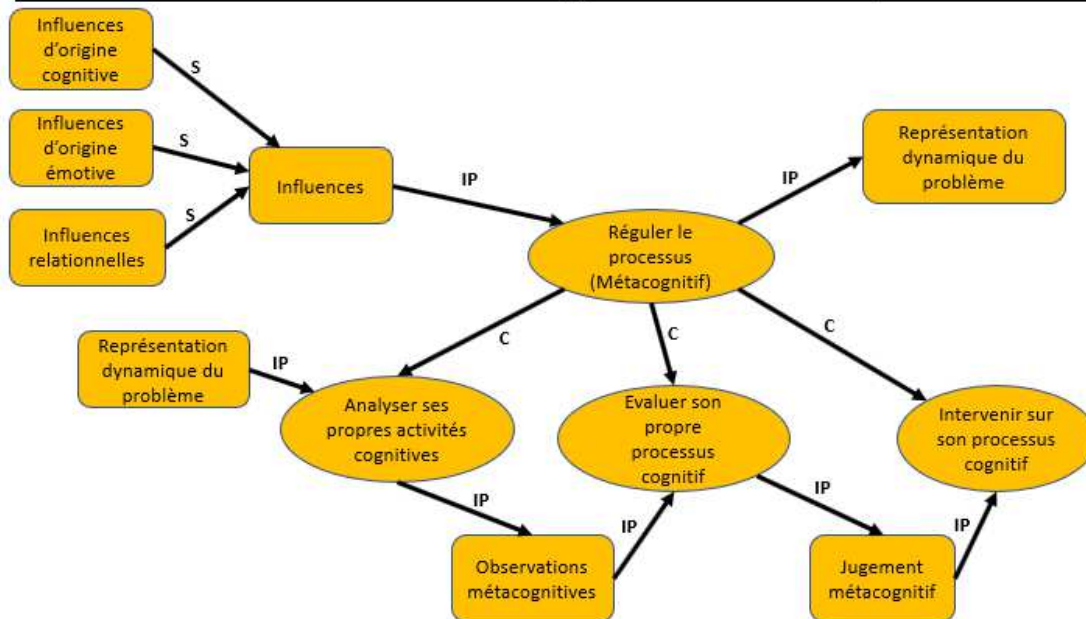 Influences
d'origine
cognitive
S
Influences
d'origine
émotive
S
Influences
relationnelles
S
Influences
IP
Réguler le
processus
(Métacognitif)
IP
Représentation
dynamique du
problème
C
C
C
Représentation
dynamique du
problème
IP
Analyser ses
propres activités
cognitives
Evaluer son
propre
processus
cognitif
Intervenir sur
son processus
cognitif
IP
IP
IP
IP
Observations
métacognitives
Jugement
métacognitif